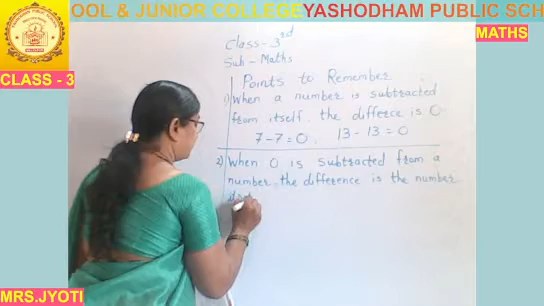 OOL & JUNIOR COLLEGE YASHODHAM PUBLIC SCH
MATHS
CLASS - 3
Class - 3rd
Sub - Maths
Points to Remember
1) When a number is subtracted
from itself, the differece is 0
7-7=0, 13-13=0
2) When 0 is subtracted from a
number, the difference is the number
MRS.JYOTI